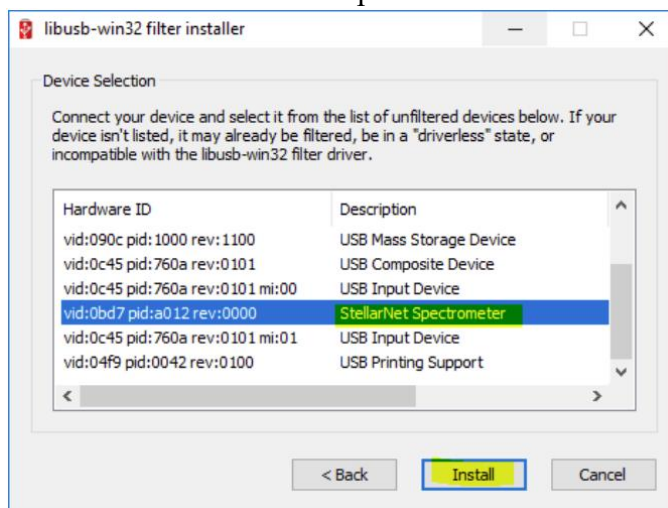 libusb-win32 filter installer
Device Selection
Connect your device and select it from the list of unfiltered devices below. If your
device isn't listed, it may already be filtered, be in a "driverless" state, or
incompatible with the libusb-win32 filter driver.
Hardware ID Description
vid:090c pid:1000 rev:1100 USB Mass Storage Device
vid:0c45 pid:760a rev:0101 USB Composite Device
vid:0c45 pid:760a rev:0101 mi:00 USB Input Device
vid:0bd7 pid:a012 rev:0000 StellarNet Spectrometer
vid:0c45 pid:760a rev:0101 mi:01 USB Input Device
vid:04f9 pid:0042 rev:0100 USB Printing Support
< Back Install Cancel